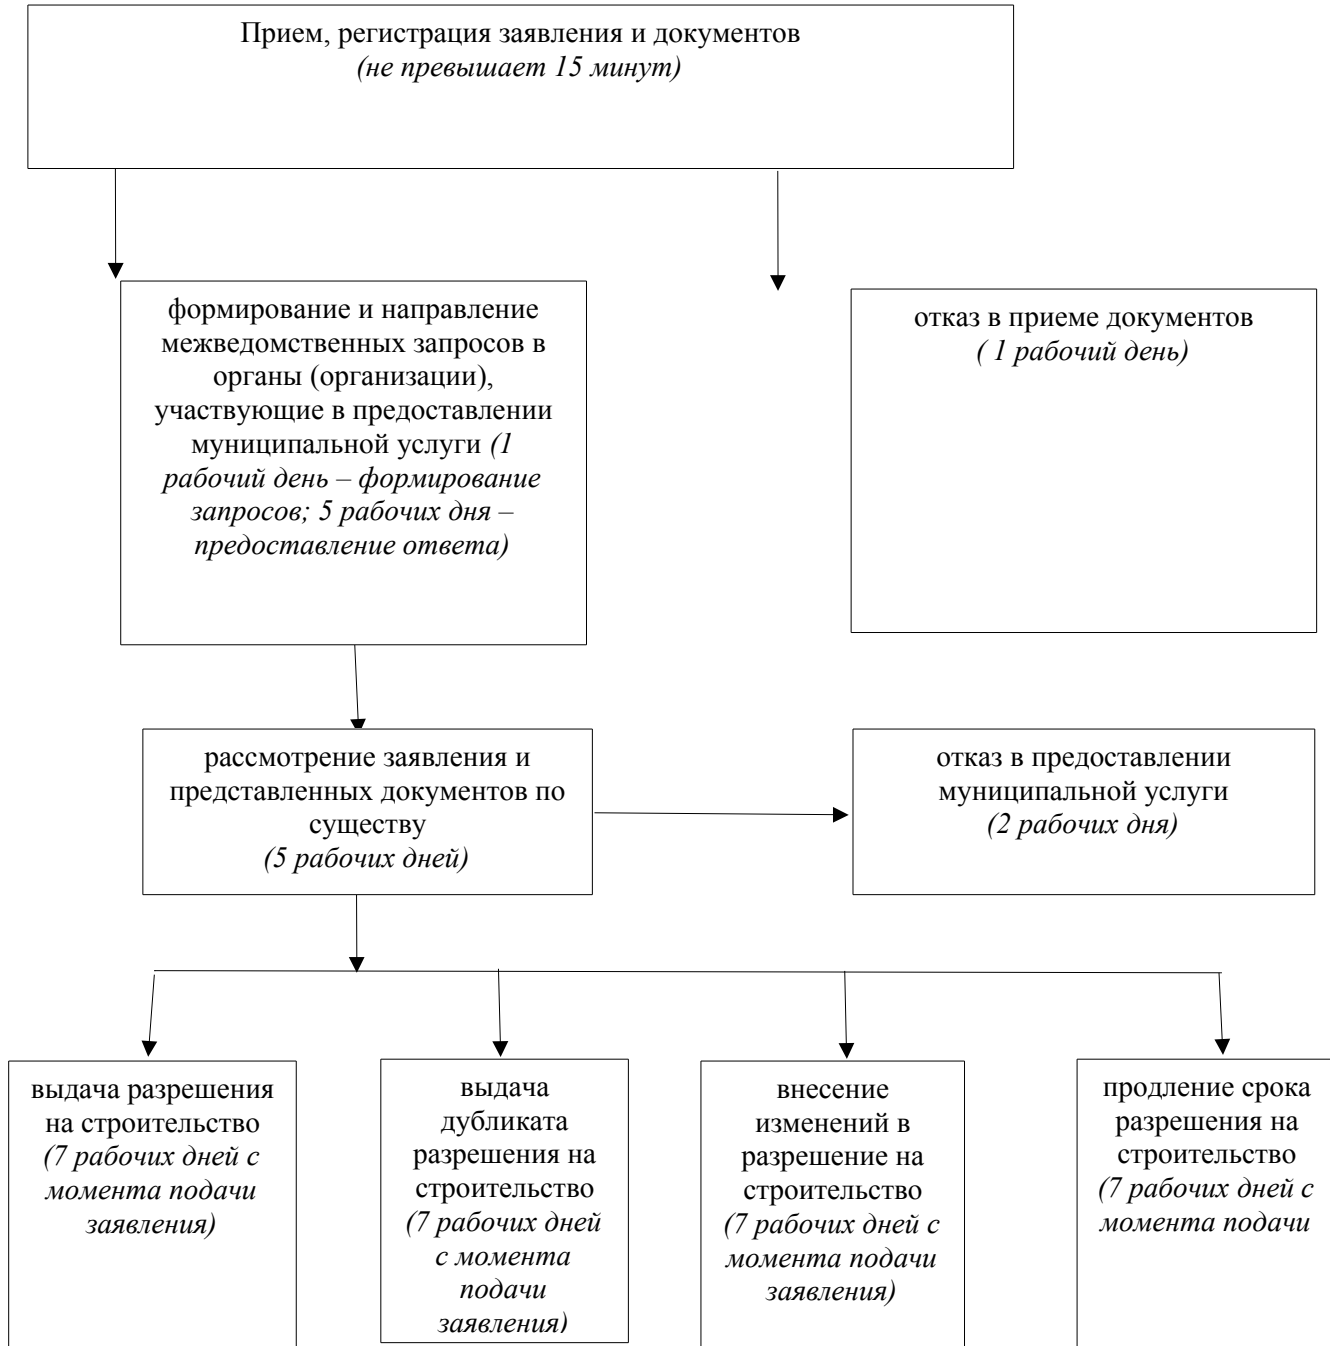 Прием, регистрация заявления и документов
(не превышает 15 минут)
формирование и направление
межведомственных запросов в
органы (организации),
участвующие в предоставлении
муниципальной услуги (1
рабочий день – формирование
запросов; 5 рабочих дня –
предоставление ответа)
отказ в приеме документов
( 1 рабочий день)
рассмотрение заявления и
представленных документов по
существу
(5 рабочих дней)
отказ в предоставлении
муниципальной услуги
(2 рабочих дня)
выдача разрешения
на строительство
(7 рабочих дней с
момента подачи
заявления)
выдача
дубликата
разрешения на
строительство
(7 рабочих дней
с момента
подачи
заявления)
внесение
изменений в
разрешение на
строительство
(7 рабочих дней с
момента подачи
заявления)
продление срока
разрешения на
строительство
(7 рабочих дней с
момента подачи